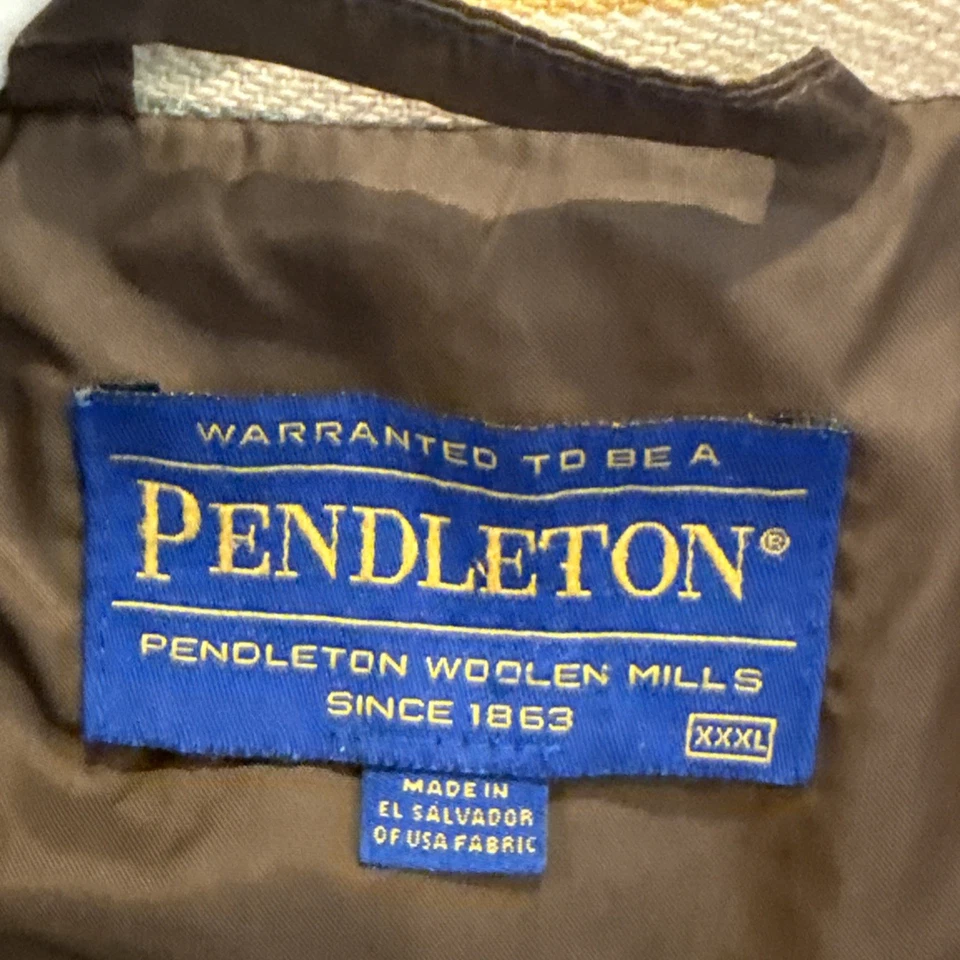 WARRANTED TO BE A
PENDLETON®
PENDLETON WOOLEN MILLS
SINCE 1863
XXXL
MADE IN
EL SALVADOR
OF USA FABRIC